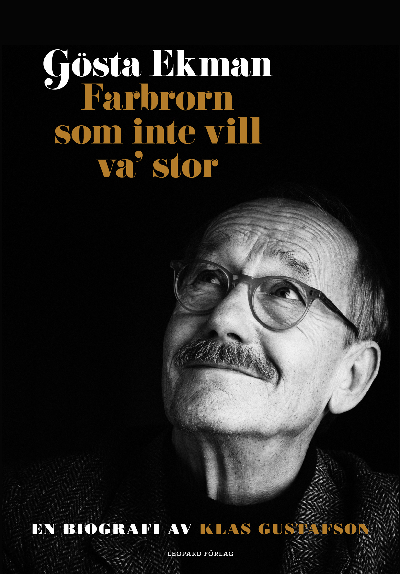 Gösta Ekman
Farbrorn
som inte vill
va' stor
EN BIOGRAFI AV KLAS GUSTAFSON
LEOPARD FÖRLAG